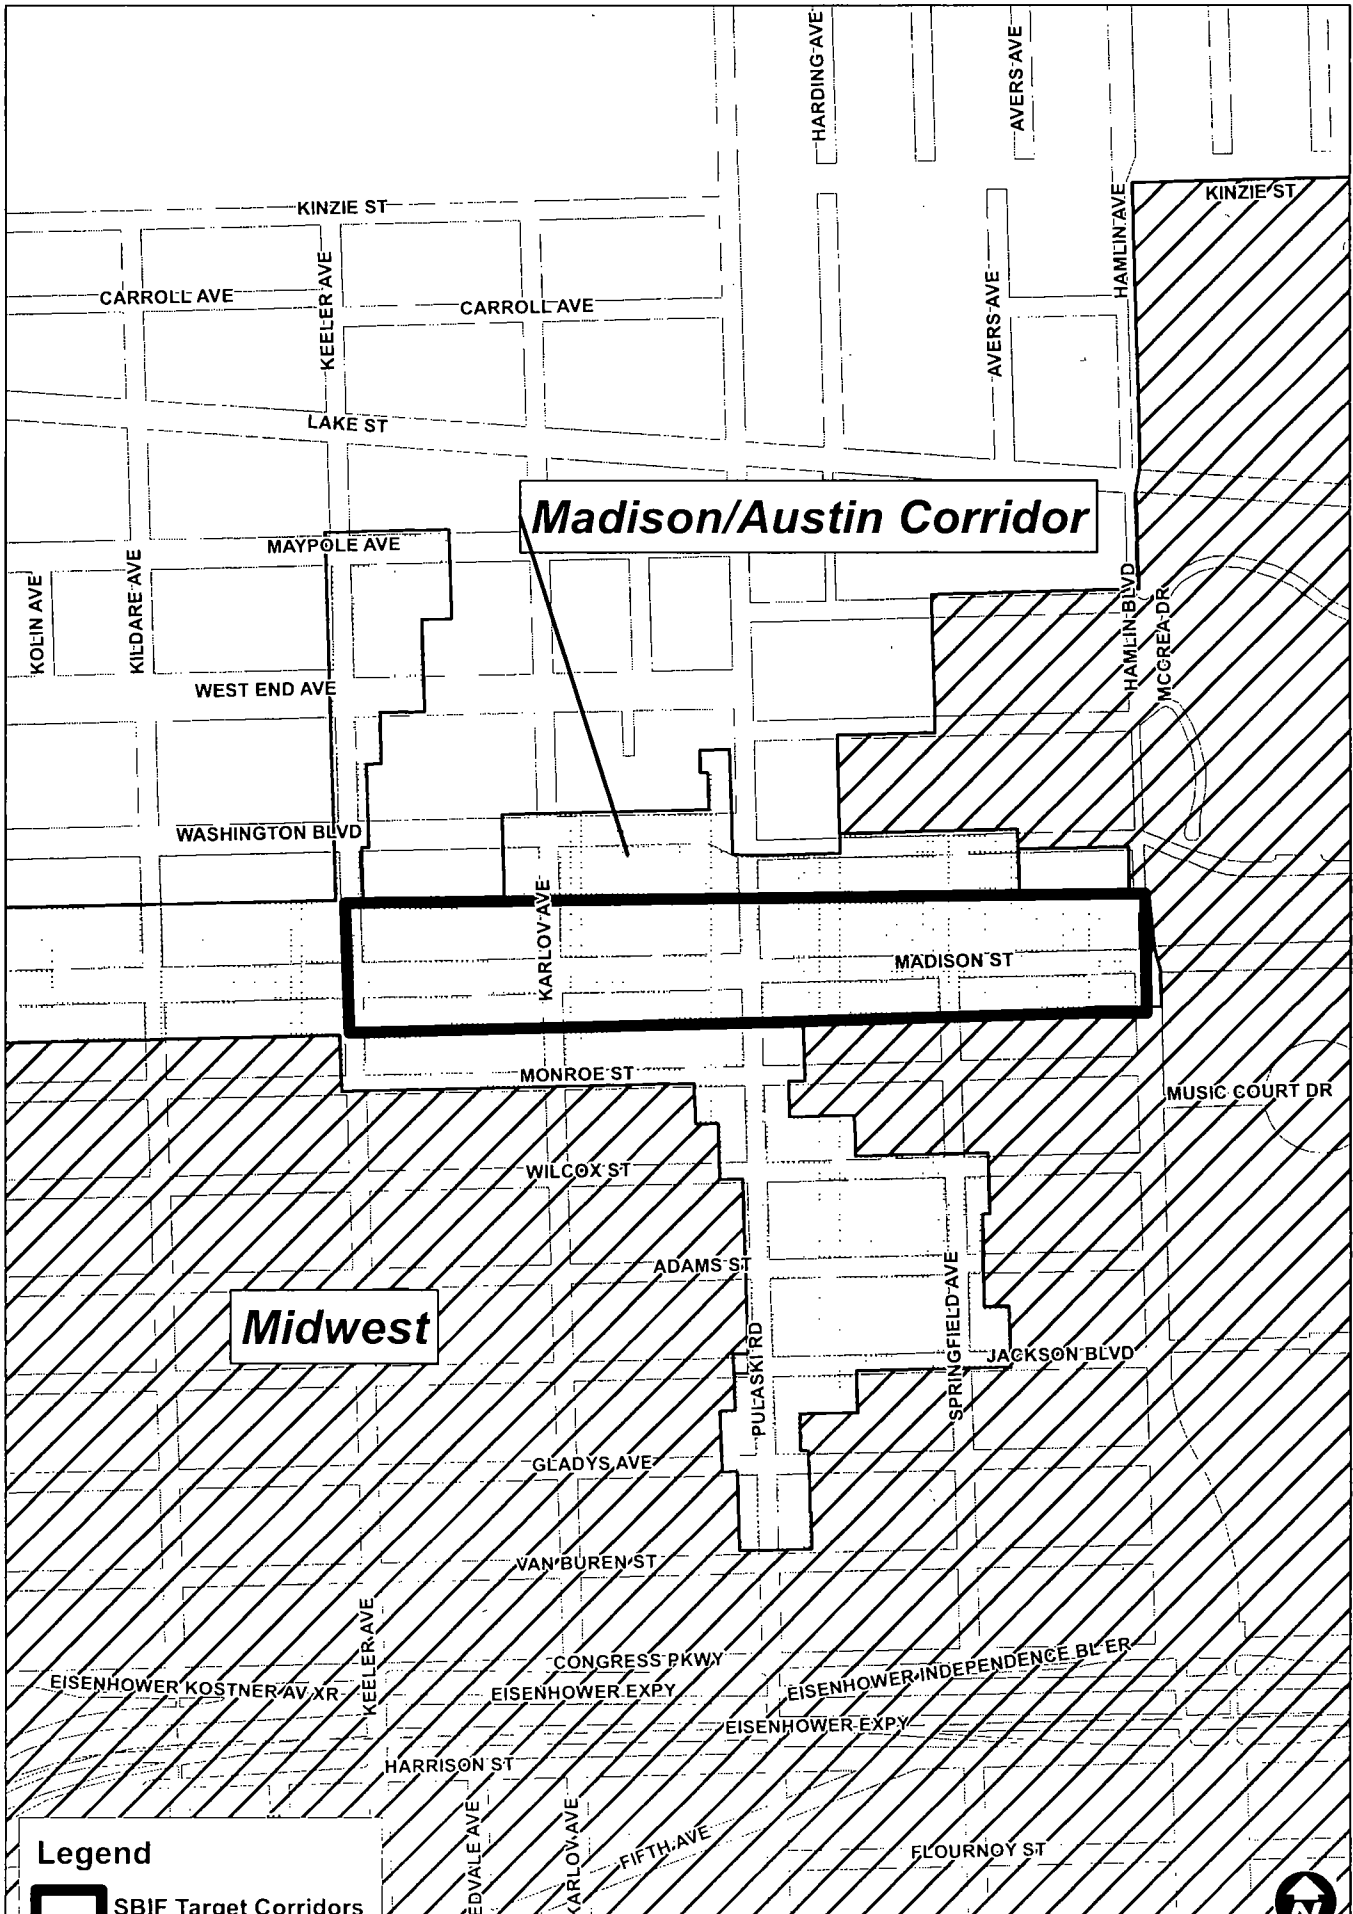 HARDING AVE
AVERS AVE
KINZIE ST
HAMLIN AVE
KINZIE ST
KEELER AVE
CARROLL AVE
CARROLL AVE
AVERS AVE
LAKE ST
Madison/Austin Corridor
MAYPOLE AVE
KOLIN AVE
KILDARE AVE
HAMLIN BLVD
MCCREA DR
WEST END AVE
WASHINGTON BLVD
KARLOV AVE
MADISON ST
MONROE ST
MUSIC COURT DR
WILCOX ST
ADAMS ST
SPRINGFIELD AVE
Midwest
PULASKI RD
JACKSON BLVD
GLADYS AVE
VAN BUREN ST
KEELER AVE
CONGRESS PKWY
EISENHOWER INDEPENDENCE BL ER
EISENHOWER KOSTNER AV XR
EISENHOWER EXPY
EISENHOWER EXPY
HARRISON ST
EDVALE AVE
KARLOV AVE
FIFTH AVE
FLOURNOY ST
Legend
SBIF Target Corridors
N